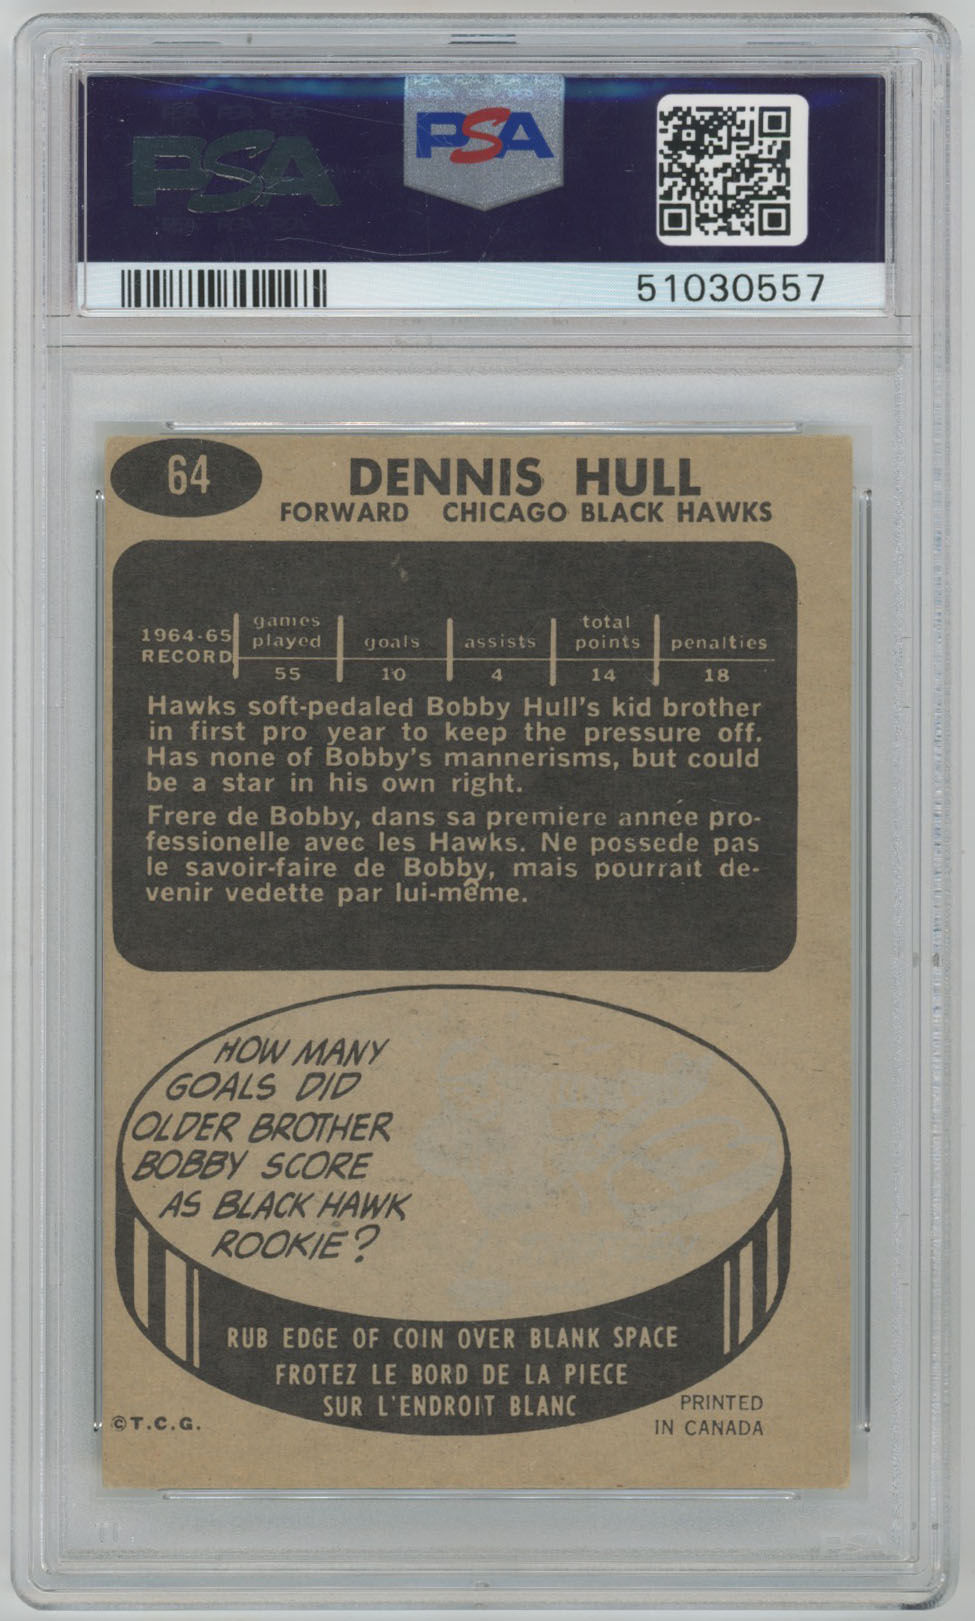 PSA
PSA
51030557
64
DENNIS HULL
FORWARD CHICAGO BLACK HAWKS
1964-65 RECORD games played goals assists total points penalties
55 10 4 14 18
Hawks soft-pedaled Bobby Hull's kid brother
in first pro year to keep the pressure off.
Has none of Bobby's mannerisms, but could
be a star in his own right.
Frere de Bobby, dans sa premiere année pro-
fessionelle avec les Hawks. Ne possede pas
le savoir-faire de Bobby, mais pourrait de-
venir vedette par lui-même.
HOW MANY
GOALS DID
OLDER BROTHER
BOBBY SCORE
AS BLACK HAWK
ROOKIE?
RUB EDGE OF COIN OVER BLANK SPACE
FROTEZ LE BORD DE LA PIECE
SUR L'ENDROIT BLANC
©T.C.G.
PRINTED
IN CANADA
PSA